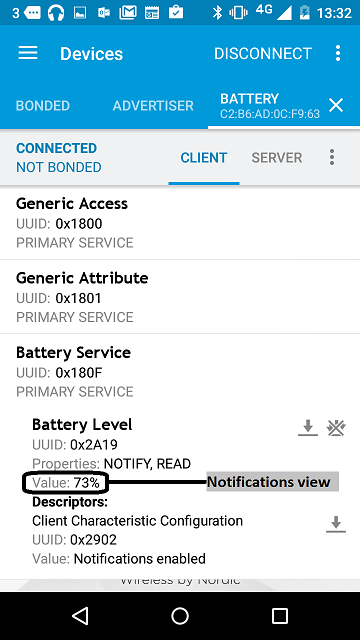 3 4G 13:32
Devices DISCONNECT
BONDED ADVERTISER BATTERY
C2:B6:AD:0C:F9:63
CONNECTED
NOT BONDED CLIENT SERVER
Generic Access
UUID: 0x1800
PRIMARY SERVICE
Generic Attribute
UUID: 0x1801
PRIMARY SERVICE
Battery Service
UUID: 0x180F
PRIMARY SERVICE
Battery Level
UUID: 0x2A19
Properties: NOTIFY, READ
Value: 73% Notifications view
Descriptors:
Client Characteristic Configuration
UUID: 0x2902
Value: Notifications enabled
Wireless by Nordic